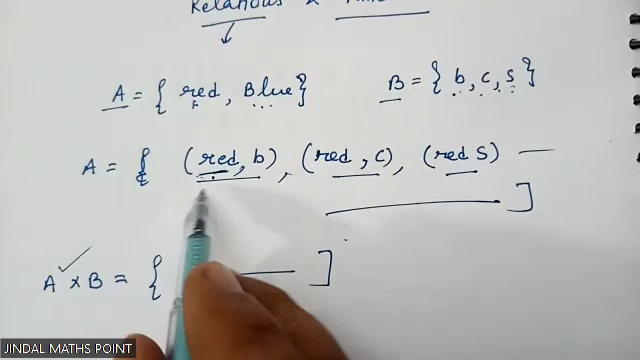 Relations &
A = { red, Blue} B = { b, c, s }
A = { (red, b), (red, c), (red s) — ]
A × B = { — ]
JINDAL MATHS POINT